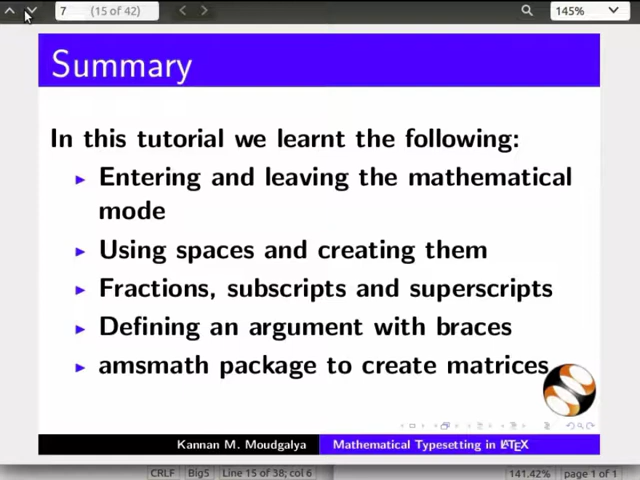 7 (15 of 42) 145%
Summary
In this tutorial we learnt the following:
Entering and leaving the mathematical
mode
Using spaces and creating them
Fractions, subscripts and superscripts
Defining an argument with braces
amsmath package to create matrices
Kannan M. Moudgalya Mathematical Typesetting in LATEX
CRLF Big5 Line 15 of 38; col 6 141.42% page 1 of 1